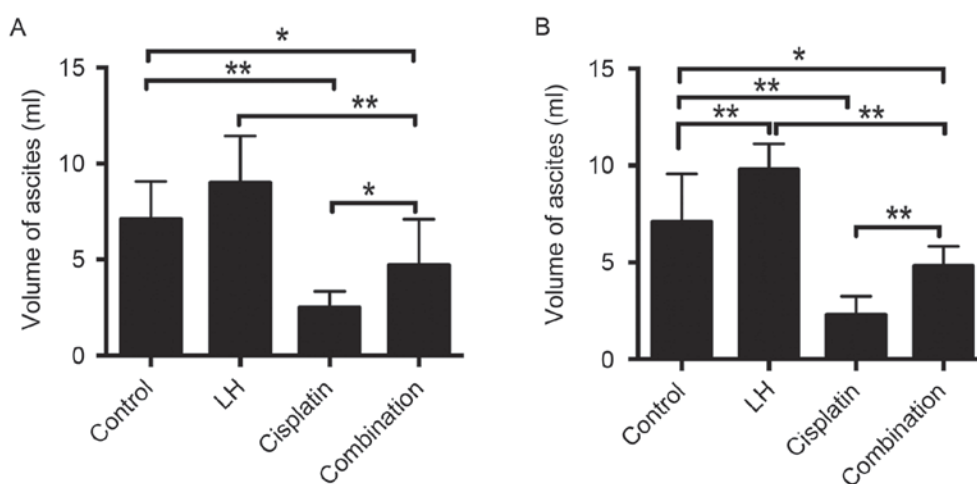 A
Volume of ascites (ml)
15
10
5
0
*
**
**
*
Control
LH
Cisplatin
Combination
B
Volume of ascites (ml)
15
10
5
0
*
**
**
**
**
Control
LH
Cisplatin
Combination